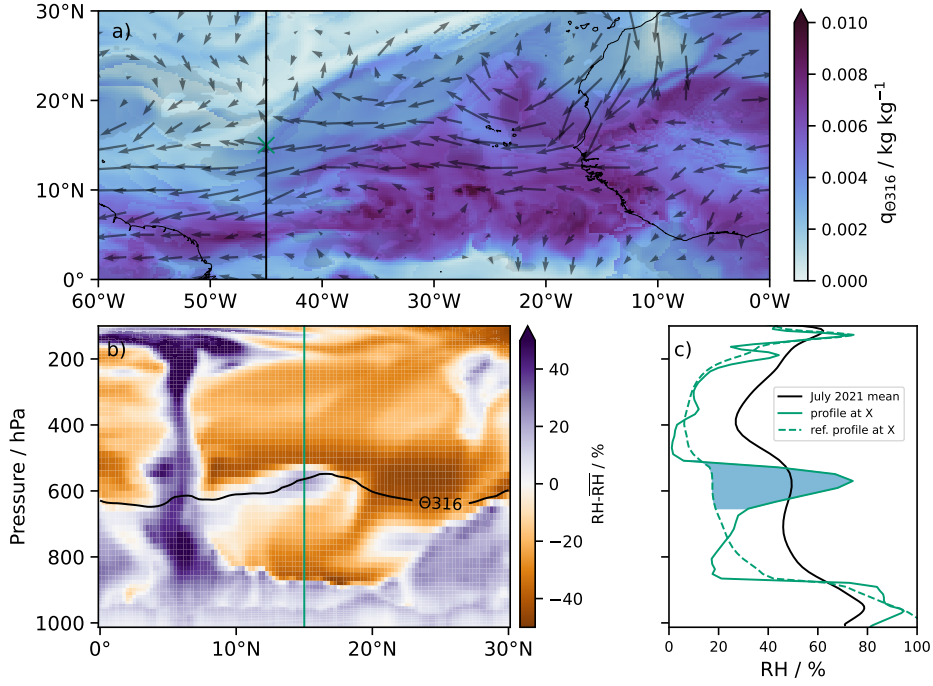 a)
30°N
20°N
10°N
0°
60°W 50°W 40°W 30°W 20°W 10°W 0°W
0.010
0.008
0.006
0.004
0.002
0.000
qΘ316 / kg kg⁻¹
b)
200
400
600
800
1000
Pressure / hPa
Θ316
0° 10°N 20°N 30°N
40
20
0
−20
−40
RH-R̅H̅ / %
c)
July 2021 mean
profile at X
ref. profile at X
0 20 40 60 80 100
RH / %